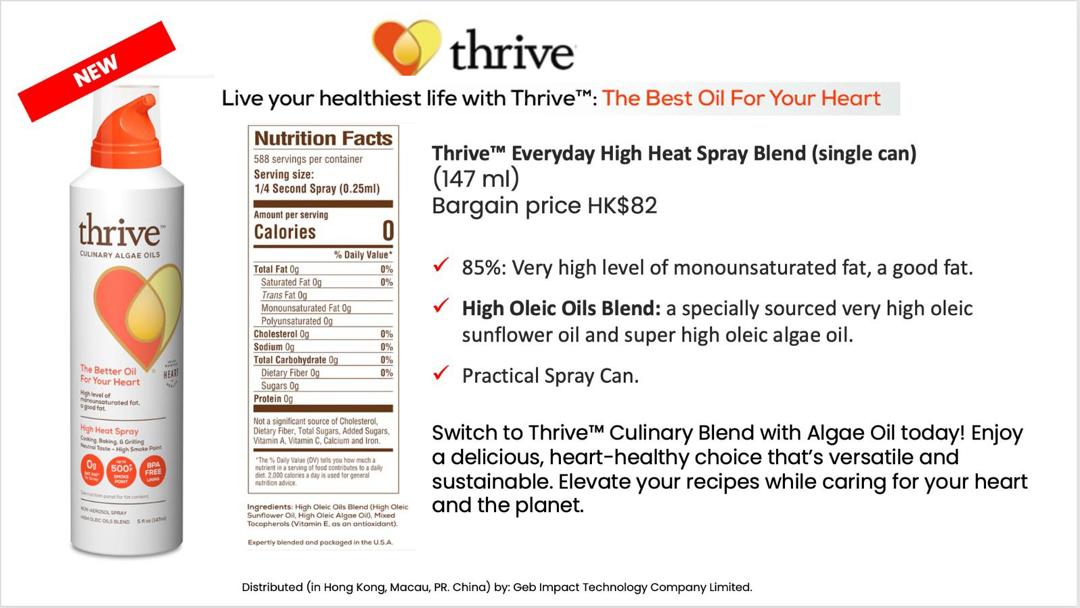 NEW
thrive
Live your healthiest life with Thrive™: The Best Oil For Your Heart
thrive™
CULINARY ALGAE OILS
The Better Oil
For Your Heart
High level of
monounsaturated fat,
a good fat.
HEART
High Heat Spray
Cooking, Baking, & Grilling
Neutral Taste – High Smoke Point
0g
UP TO
500°F
SMOKE
POINT
BPA
FREE
LINING
NON-AEROSOL SPRAY
HIGH OLEIC OILS BLEND 5 fl oz (147ml)
Nutrition Facts
588 servings per container
Serving size:
1/4 Second Spray (0.25ml)
Amount per serving
Calories 0
% Daily Value*
Total Fat 0g 0%
Saturated Fat 0g 0%
Trans Fat 0g
Monounsaturated Fat 0g
Polyunsaturated 0g
Cholesterol 0g 0%
Sodium 0g 0%
Total Carbohydrate 0g 0%
Dietary Fiber 0g 0%
Sugars 0g
Protein 0g
Not a significant source of Cholesterol,
Dietary Fiber, Total Sugars, Added Sugars,
Vitamin A, Vitamin C, Calcium and Iron.
*The % Daily Value (DV) tells you how much a
nutrient in a serving of food contributes to a daily
diet. 2,000 calories a day is used for general
nutrition advice.
Ingredients: High Oleic Oils Blend (High Oleic
Sunflower Oil, High Oleic Algae Oil), Mixed
Tocopherols (Vitamin E, as an antioxidant).
Expertly blended and packaged in the U.S.A.
Thrive™ Everyday High Heat Spray Blend (single can)
(147 ml)
Bargain price HK$82
✓ 85%: Very high level of monounsaturated fat, a good fat.
✓ High Oleic Oils Blend: a specially sourced very high oleic
sunflower oil and super high oleic algae oil.
✓ Practical Spray Can.
Switch to Thrive™ Culinary Blend with Algae Oil today! Enjoy
a delicious, heart-healthy choice that's versatile and
sustainable. Elevate your recipes while caring for your heart
and the planet.
Distributed (in Hong Kong, Macau, PR. China) by: Geb Impact Technology Company Limited.